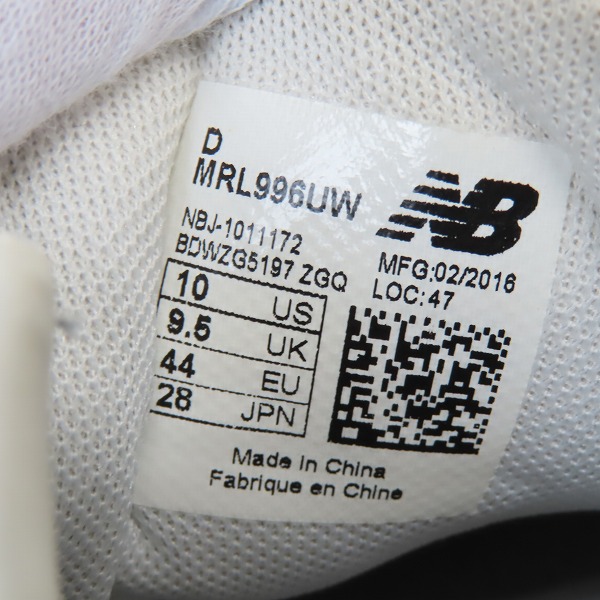 D
MRL996UW
NB
NBJ-1011172
BDWZG5197 ZGQ
MFG:02/2016
LOC:47
10 US
9.5 UK
44 EU
28 JPN
Made in China
Fabrique en Chine